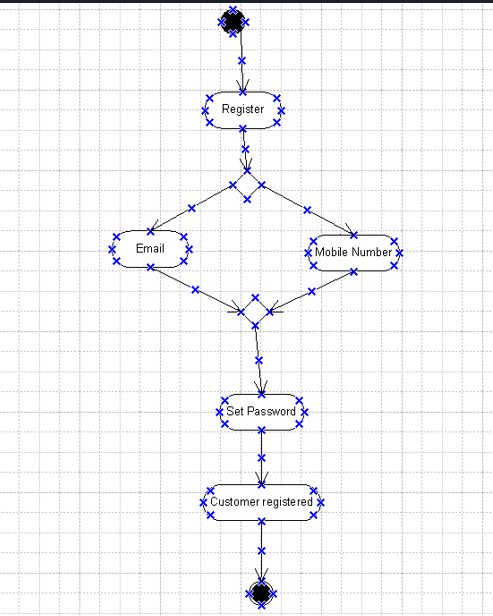 Register
Email
Mobile Number
Set Password
Customer registered